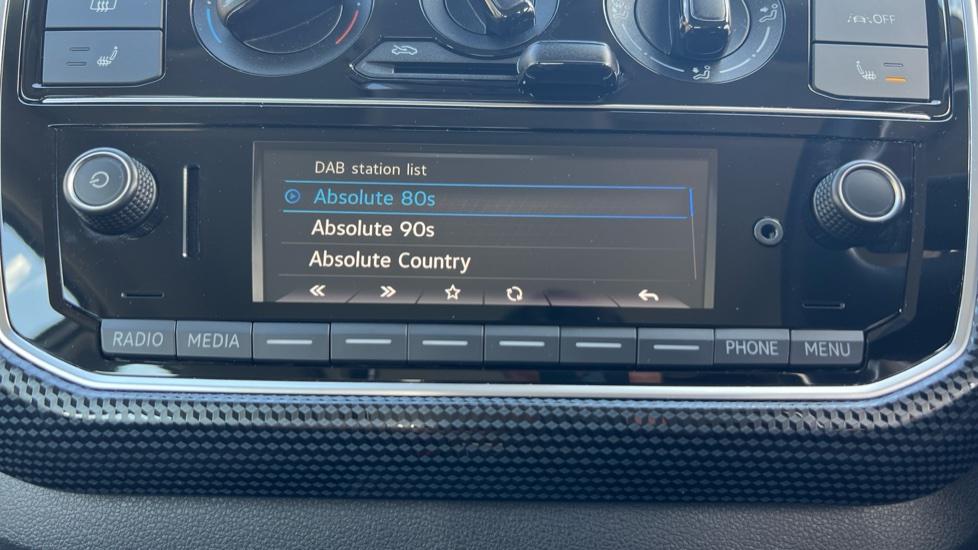 OFF
DAB station list
Absolute 80s
Absolute 90s
Absolute Country
RADIO MEDIA PHONE MENU